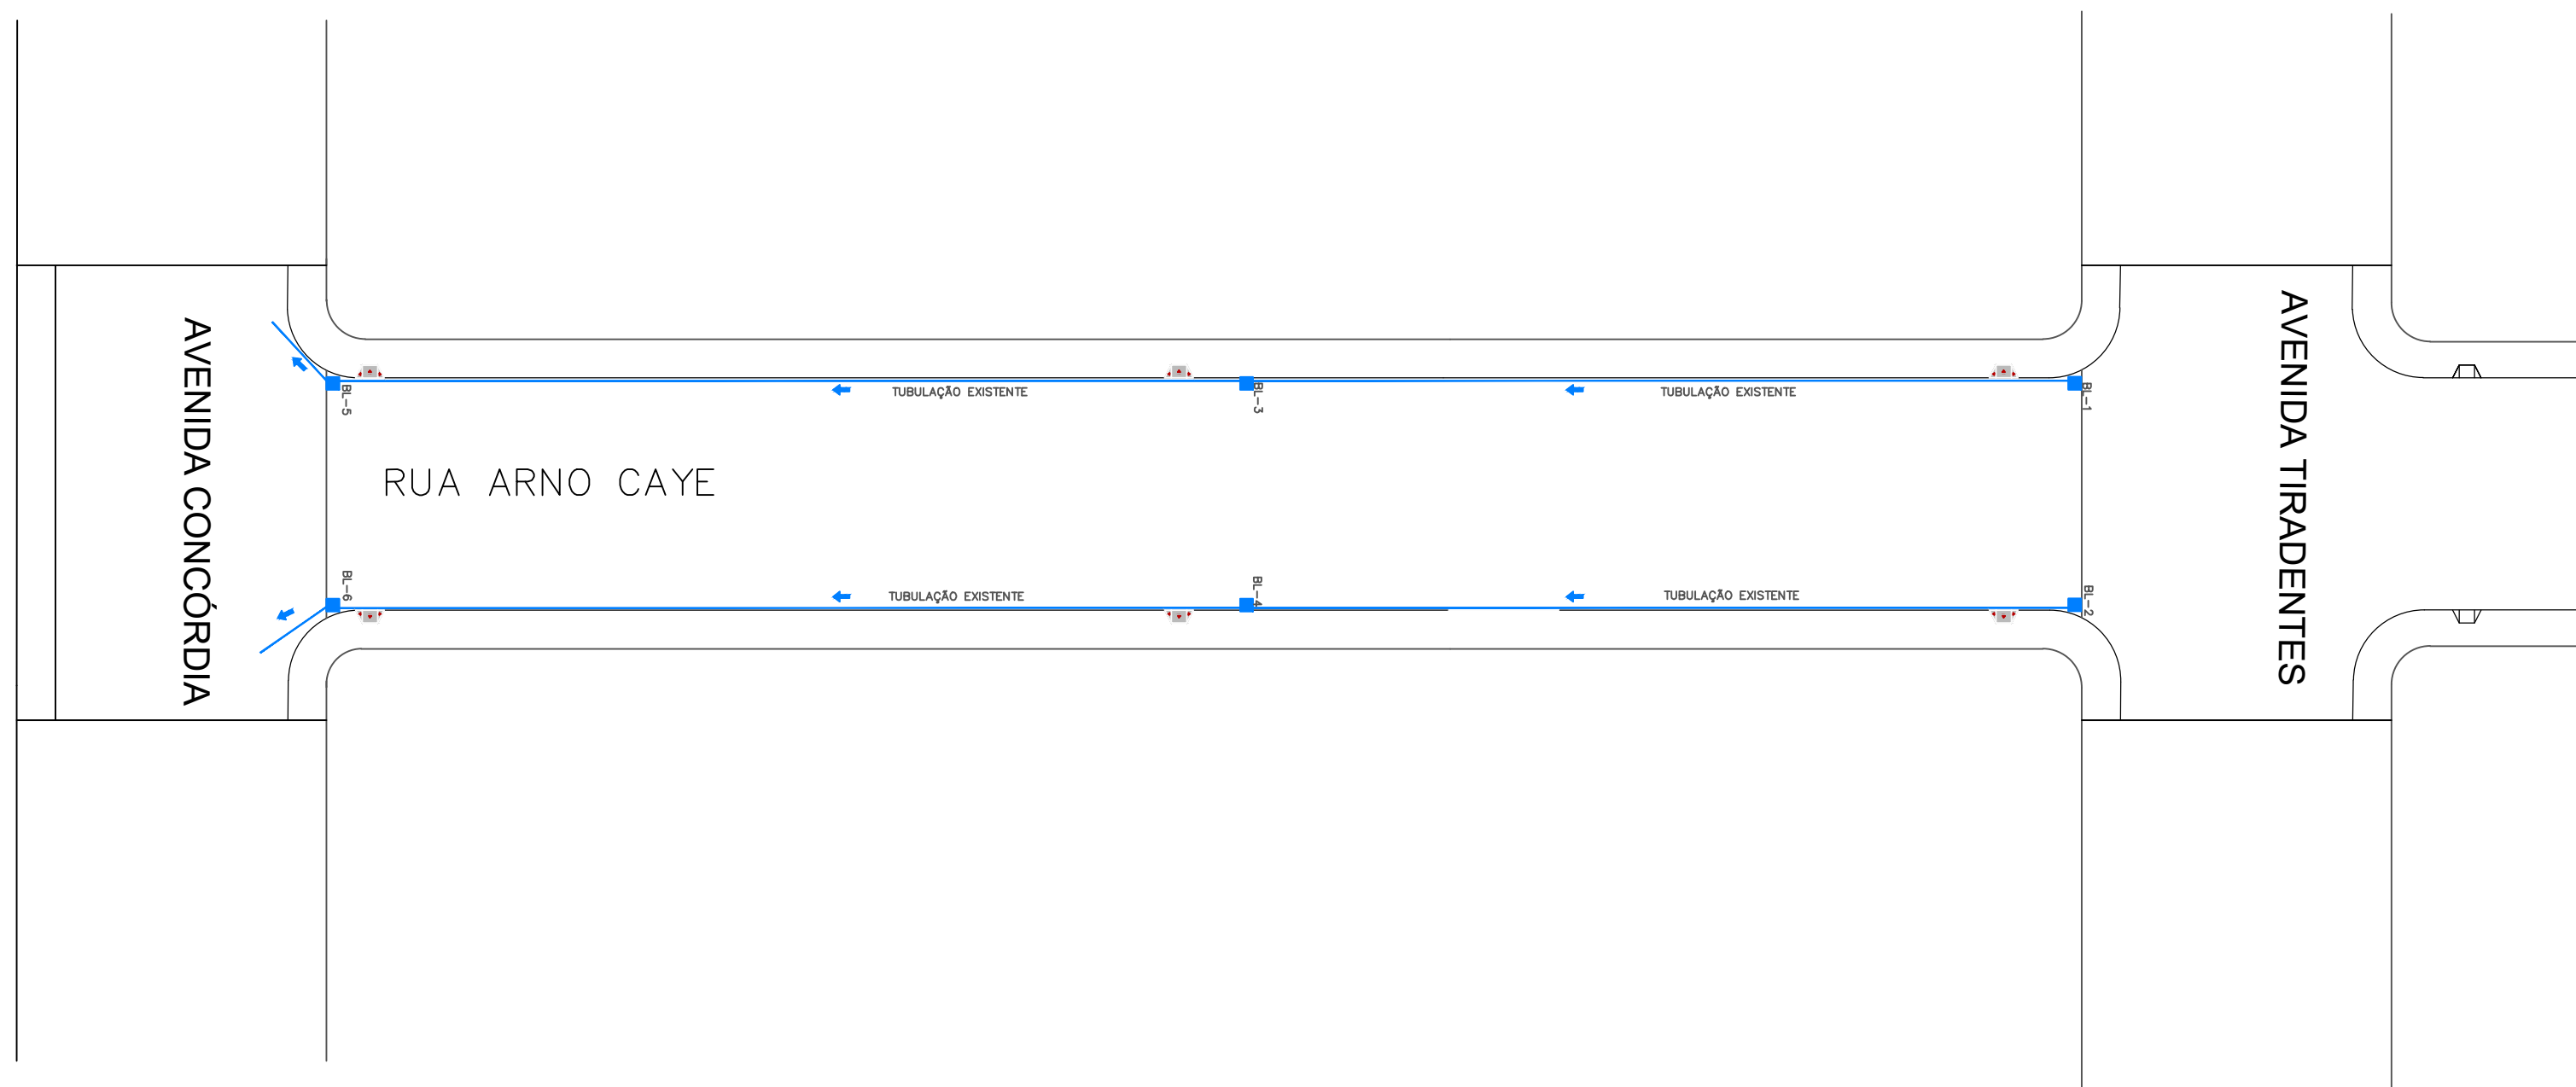 AVENIDA CONCÓRDIA
AVENIDA TIRADENTES
BL-5
TUBULAÇÃO EXISTENTE
BL-3
TUBULAÇÃO EXISTENTE
BL-1
RUA ARNO CAYE
BL-6
TUBULAÇÃO EXISTENTE
BL-4
TUBULAÇÃO EXISTENTE
BL-2